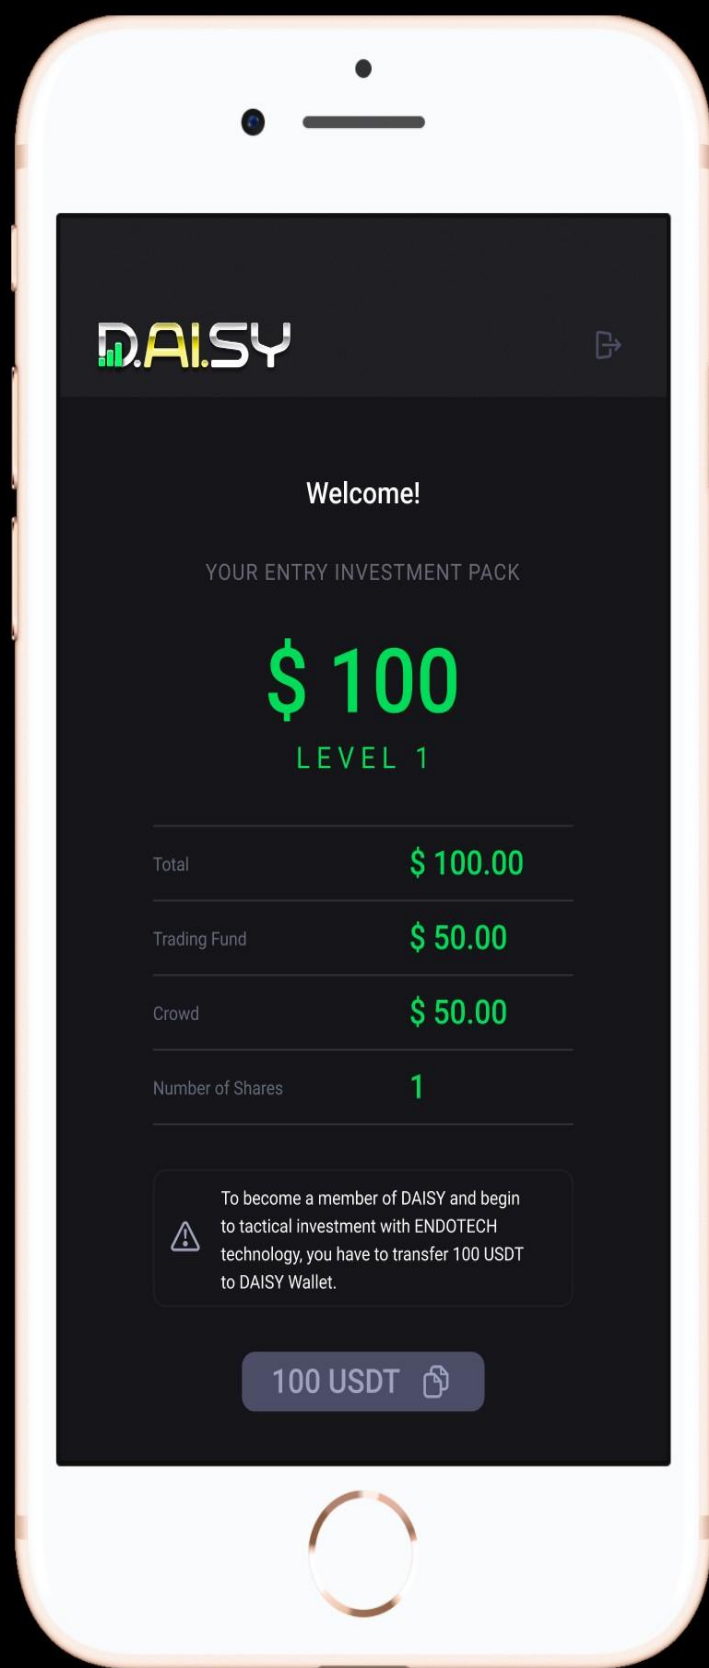 D.AI.SY
Welcome!
YOUR ENTRY INVESTMENT PACK
$ 100
LEVEL 1
Total $ 100.00
Trading Fund $ 50.00
Crowd $ 50.00
Number of Shares 1
To become a member of DAISY and begin
to tactical investment with ENDOTECH
technology, you have to transfer 100 USDT
to DAISY Wallet.
100 USDT